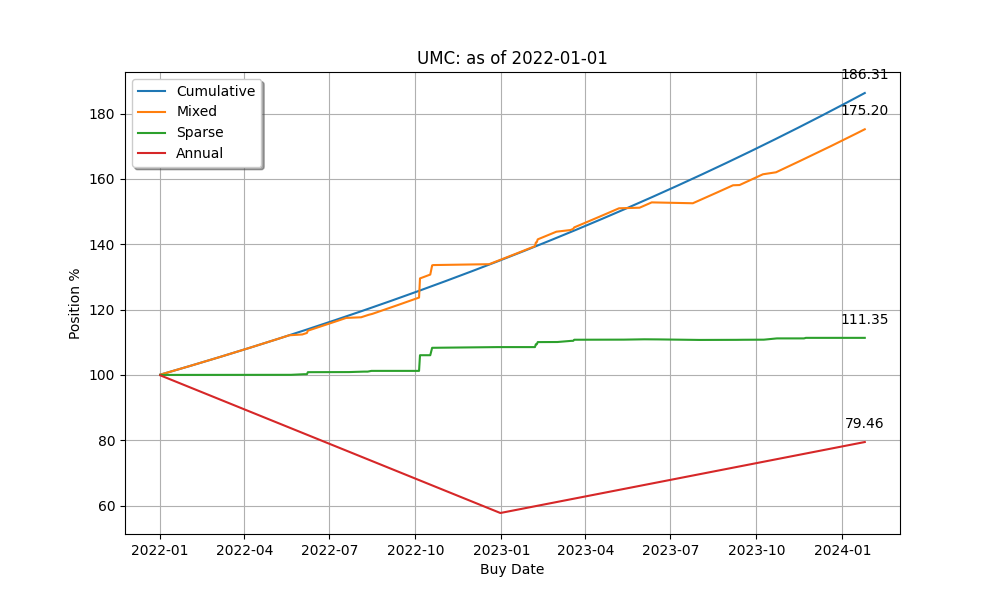 UMC: as of 2022-01-01
Cumulative
Mixed
Sparse
Annual
186.31
175.20
111.35
79.46
Position %
180
160
140
120
100
80
60
2022-01 2022-04 2022-07 2022-10 2023-01 2023-04 2023-07 2023-10 2024-01
Buy Date